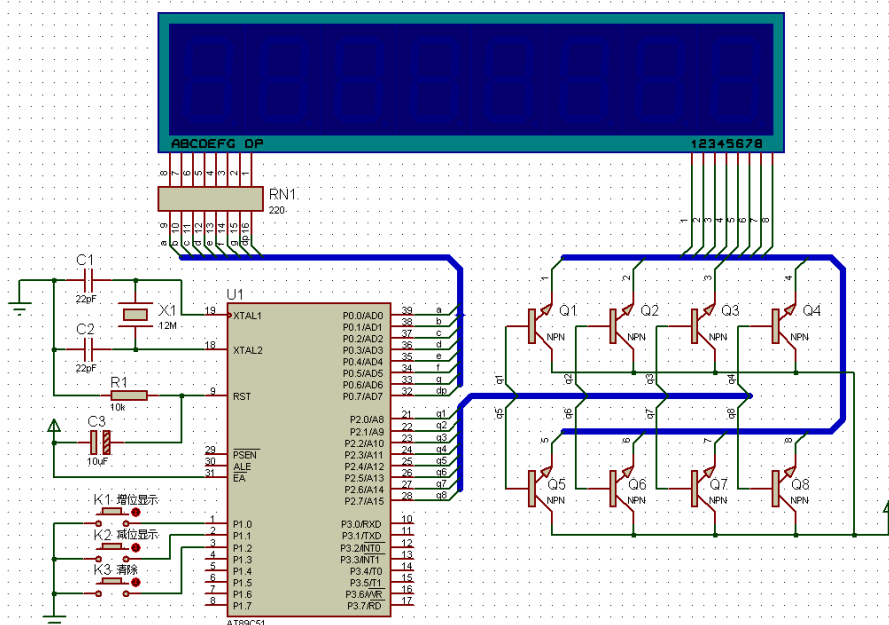 ABCDEFG DP
12345678
8 7 6 5 4 3 2 1
RN1
220
9 10 11 12 13 14 15 16
a b c d e f g dp
1 2 3 4 5 6 7 8
C1
22pF
X1
12M
C2
22pF
R1
10k
C3
10uF
U1
19 XTAL1
18 XTAL2
9 RST
29 PSEN
30 ALE
31 EA
1 P1.0
2 P1.1
3 P1.2
4 P1.3
5 P1.4
6 P1.5
7 P1.6
8 P1.7
P0.0/AD0 39 a
P0.1/AD1 38 b
P0.2/AD2 37 c
P0.3/AD3 36 d
P0.4/AD4 35 e
P0.5/AD5 34 f
P0.6/AD6 33 g
P0.7/AD7 32 dp
P2.0/A8 21 q1
P2.1/A9 22 q2
P2.2/A10 23 q3
P2.3/A11 24 q4
P2.4/A12 25 q5
P2.5/A13 26 q6
P2.6/A14 27 q7
P2.7/A15 28 q8
P3.0/RXD 10
P3.1/TXD 11
P3.2/INT0 12
P3.3/INT1 13
P3.4/T0 14
P3.5/T1 15
P3.6/WR 16
P3.7/RD 17
AT89C51
K1 增位显示
K2 减位显示
K3 清除
1 2 3 4
Q1 Q2 Q3 Q4
NPN NPN NPN NPN
q1 q2 q3 q4
q5 q6 q7 q8
5 6 7 8
Q5 Q6 Q7 Q8
NPN NPN NPN NPN